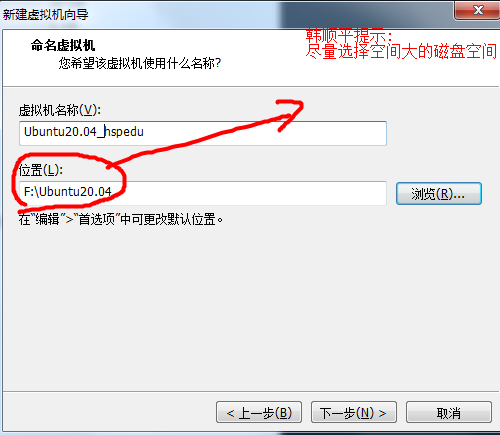 新建虚拟机向导
韩顺平提示:
尽量选择空间大的磁盘空间
命名虚拟机
您希望该虚拟机使用什么名称?
虚拟机名称(V):
Ubuntu20.04_hspedu
位置(L):
F:\Ubuntu20.04
浏览(R)...
在“编辑”>“首选项”中可更改默认位置。
< 上一步(B)
下一步(N) >
取消